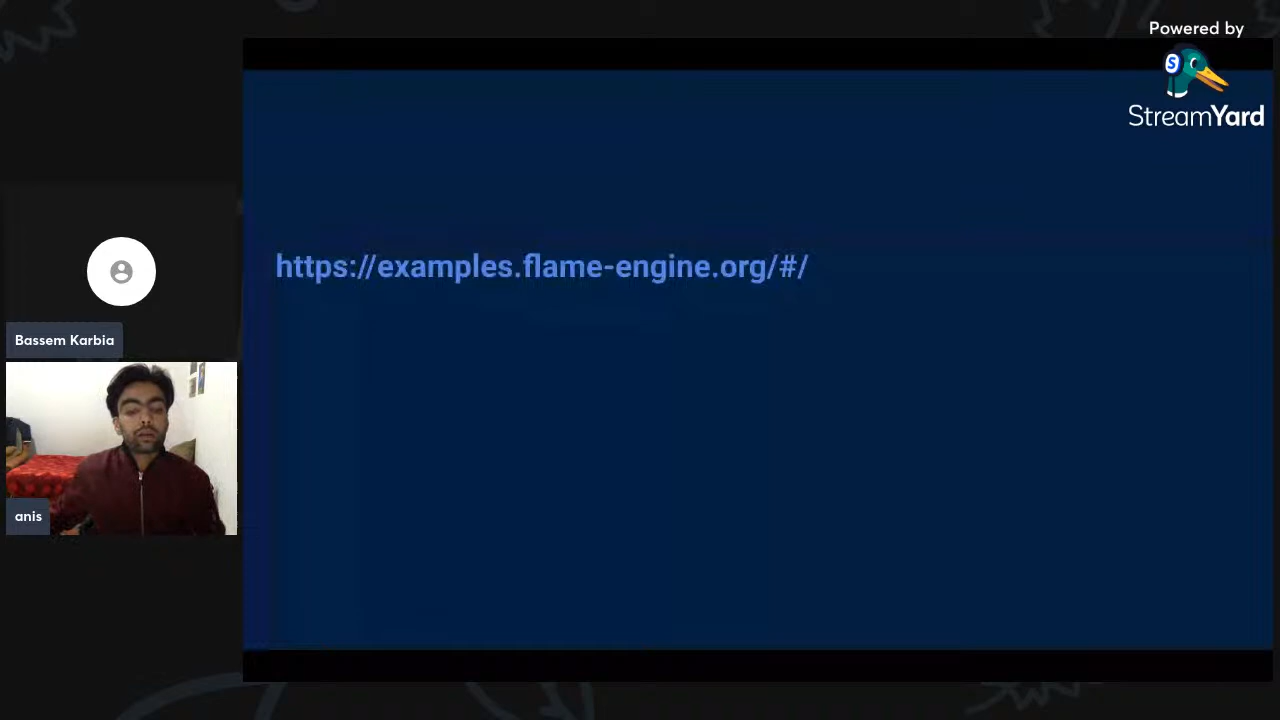 Powered by
S
StreamYard
https://examples.flame-engine.org/#/
Bassem Karbia
anis